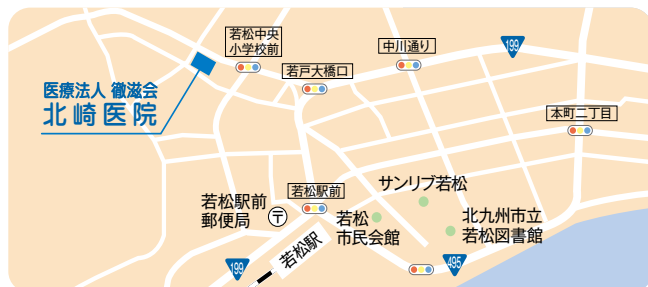 若松中央
小学校前
中川通り
199
若戸大橋口
医療法人 徹滋会
北崎医院
本町二丁目
若松駅前
サンリブ若松
若松駅前
郵便局
〒
若松
市民会館
北九州市立
若松図書館
若松駅
199
495